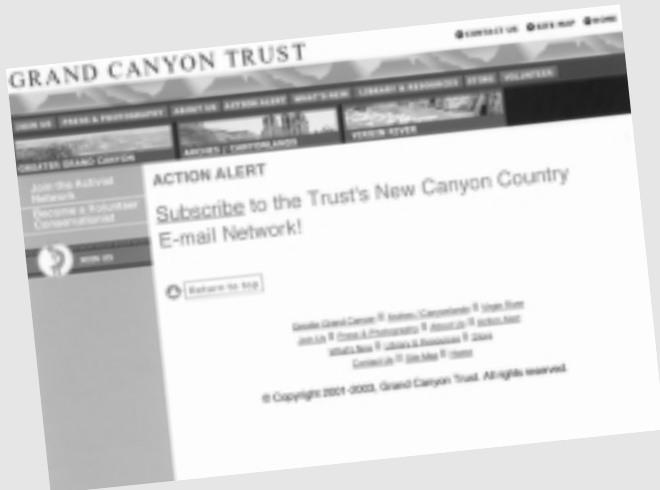 CONTACT US SITE MAP HOME
GRAND CANYON TRUST
JOIN US PRESS & PHOTOGRAPHY ABOUT US ACTION ALERT WHAT'S NEW LIBRARY & RESOURCES STORE VOLUNTEER
GREATER GRAND CANYON ARCHES / CANYONLANDS VIRGIN RIVER
Join the Activist
Network
Become a Volunteer
Conservationist
JOIN US
ACTION ALERT
Subscribe to the Trust's New Canyon Country
E-mail Network!
Return to top
Greater Grand Canyon || Arches / Canyonlands || Virgin River
Join Us || Press & Photography || About Us || Action Alert
What's New || Library & Resources || Store
Contact Us || Site Map || Home
© Copyright 2001-2003, Grand Canyon Trust. All rights reserved.